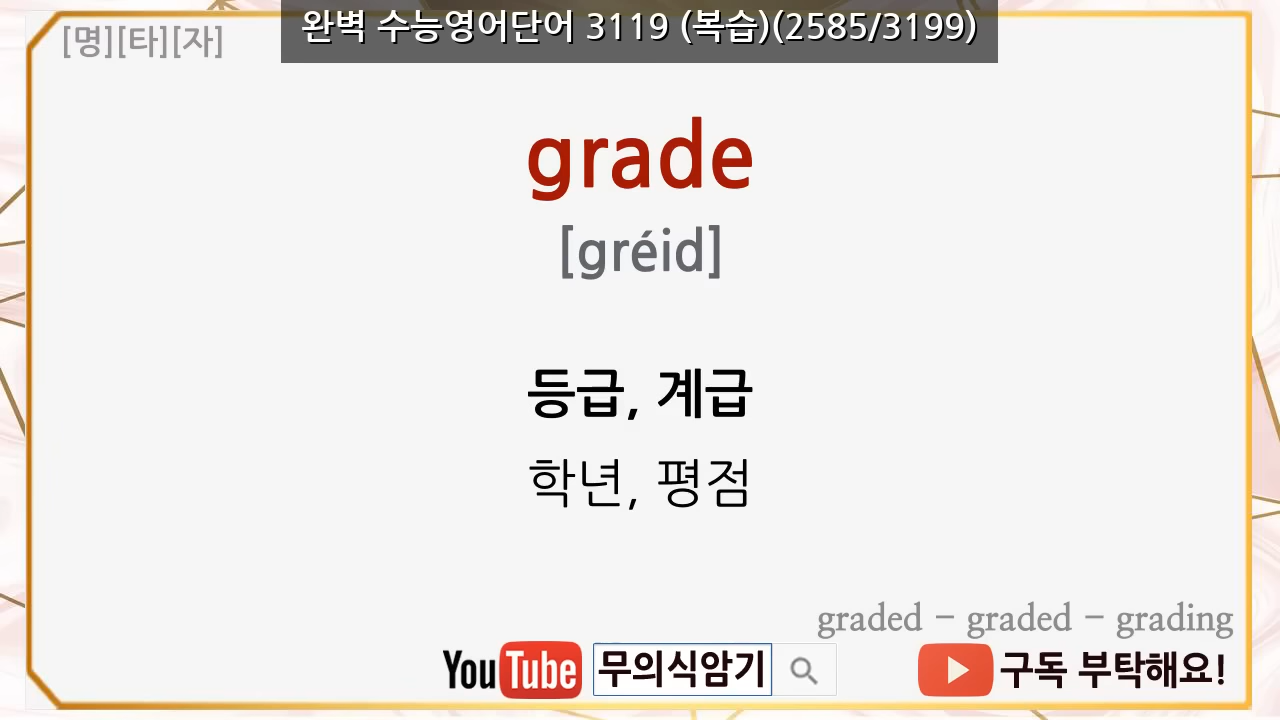 완벽 수능영어단어 3119 (복습)(2585/3199)
[명][타][자]
grade
[gréid]
등급, 계급
학년, 평점
graded - graded - grading
YouTube 무의식암기 구독 부탁해요!